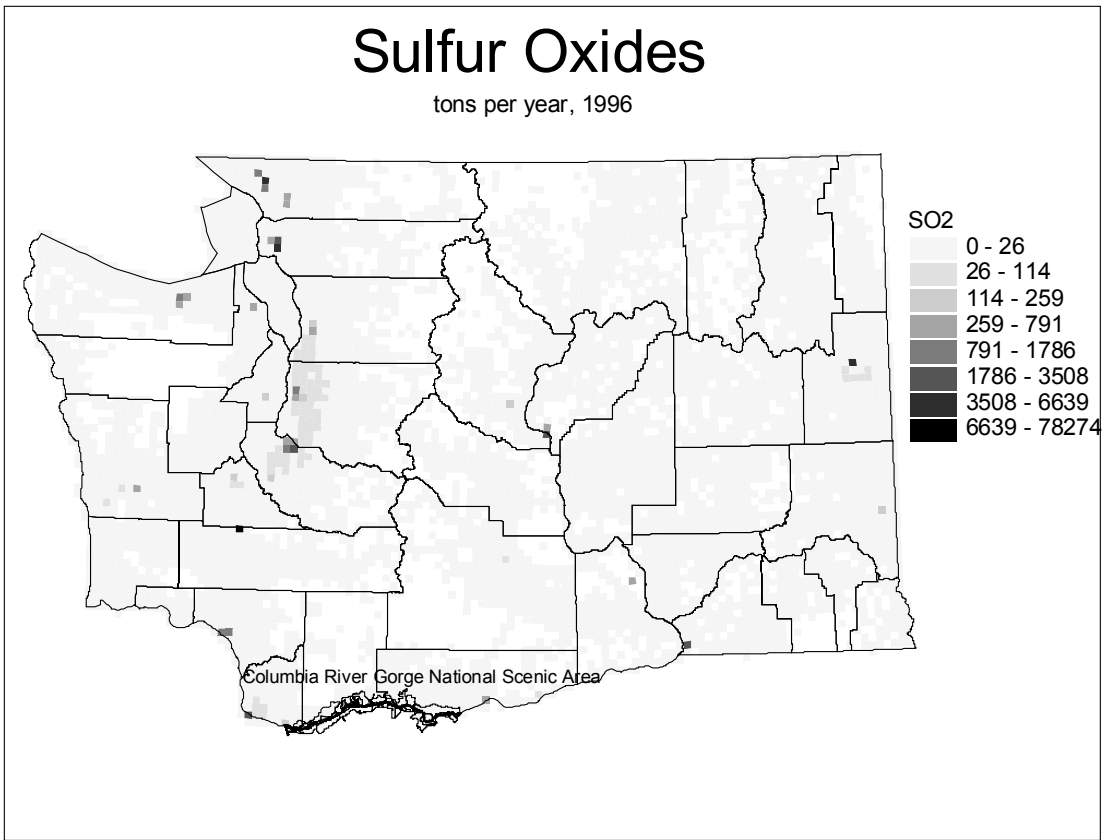 Sulfur Oxides
tons per year, 1996
SO2
0 - 26
26 - 114
114 - 259
259 - 791
791 - 1786
1786 - 3508
3508 - 6639
6639 - 78274
Columbia River Gorge National Scenic Area